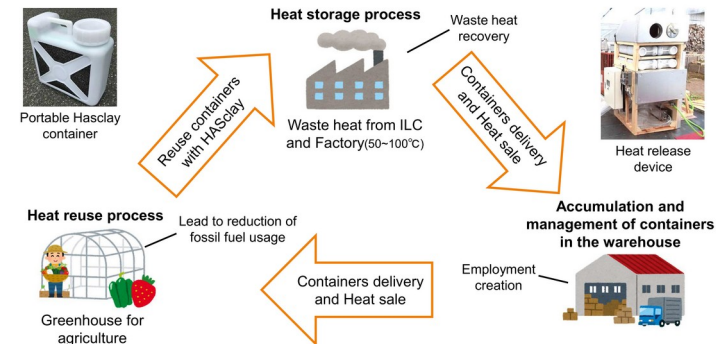 Heat storage process
Waste heat
recovery
Portable Hasclay
container
Reuse containers
with HASclay
Waste heat from ILC
and Factory(50~100℃)
Containers delivery
and Heat sale
Heat release
device
Heat reuse process
Lead to reduction of
fossil fuel usage
Greenhouse for
agriculture
Containers delivery
and Heat sale
Accumulation and
management of containers
in the warehouse
Employment
creation